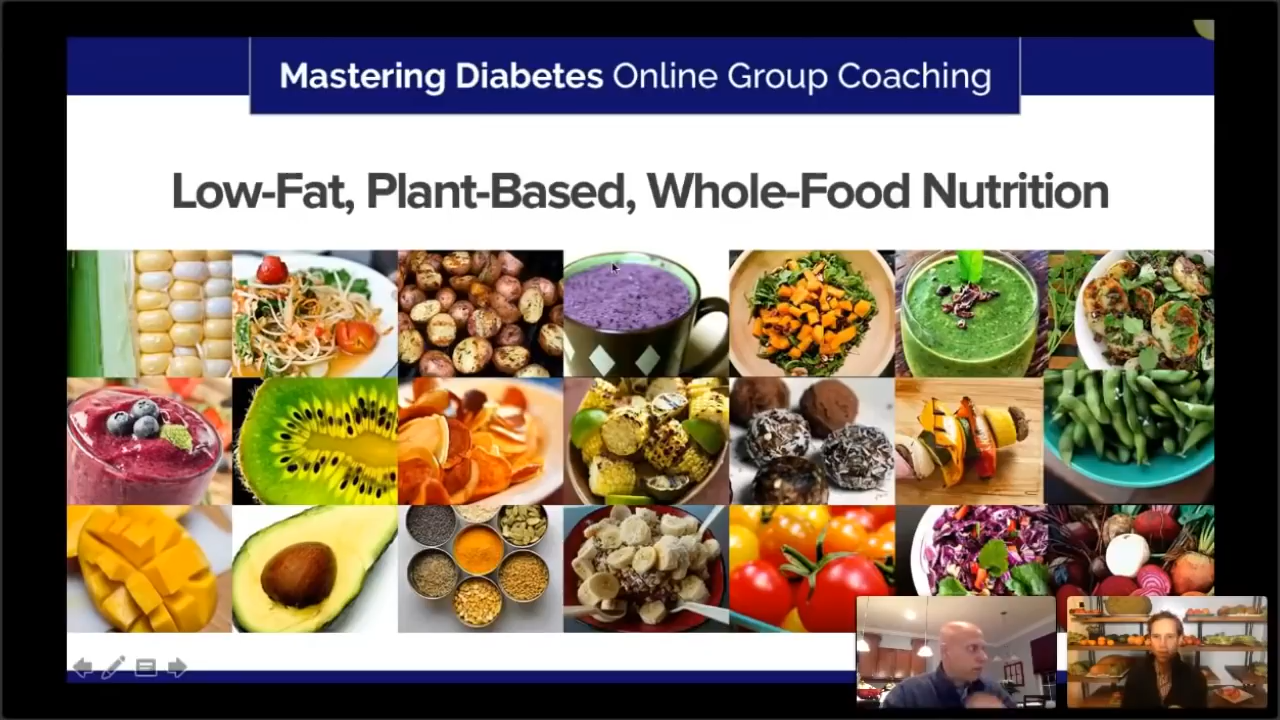 Mastering Diabetes Online Group Coaching
Low-Fat, Plant-Based, Whole-Food Nutrition